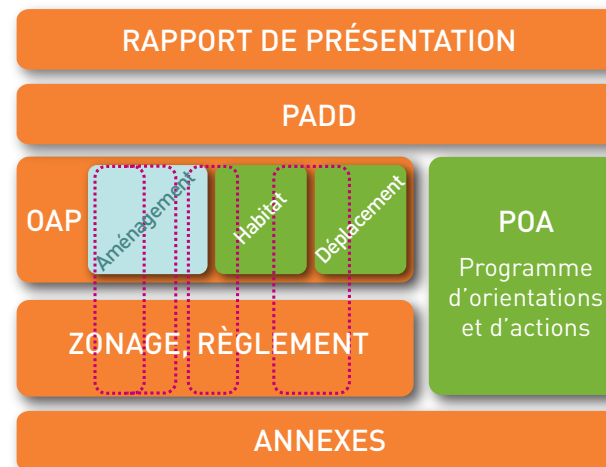 RAPPORT DE PRÉSENTATION
PADD
OAP
Aménagement
Habitat
Déplacement
POA
Programme
d'orientations
et d'actions
ZONAGE, RÈGLEMENT
ANNEXES